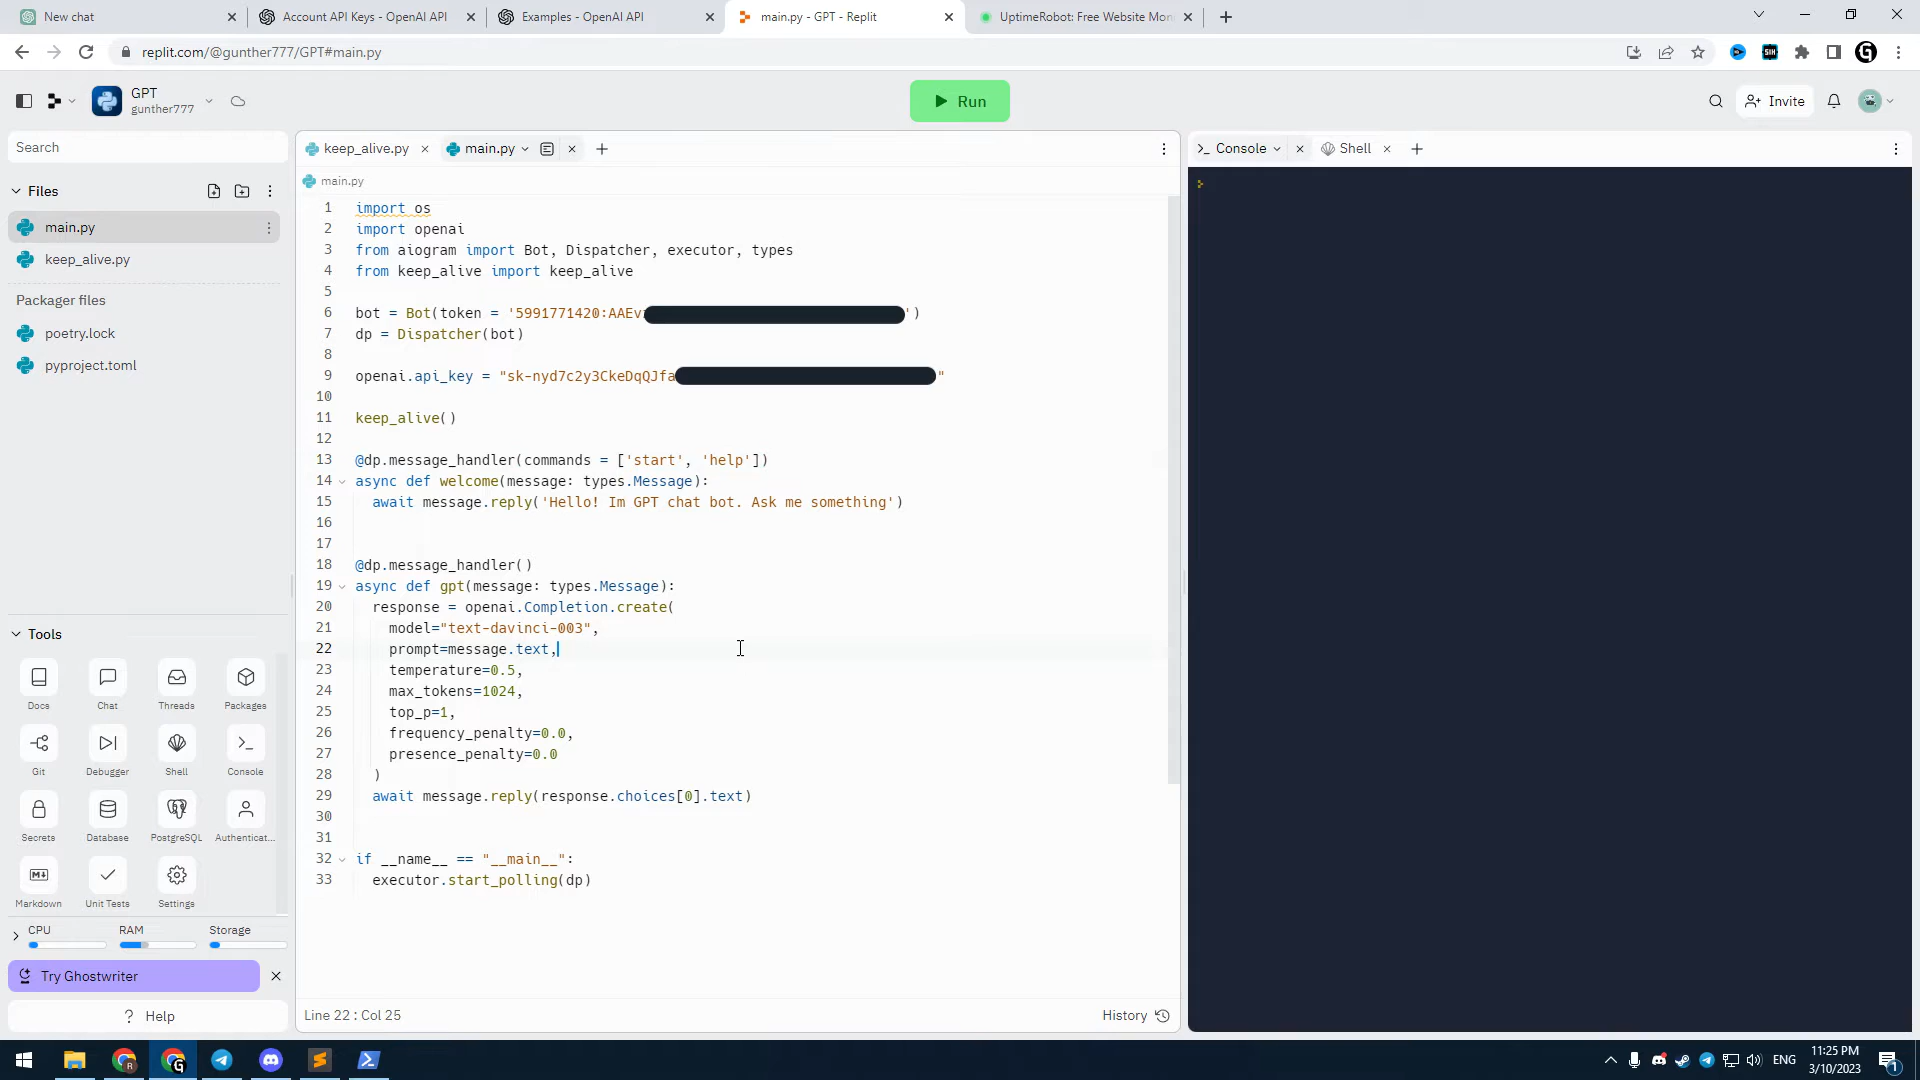 New chat
Account API Keys - OpenAI API
Examples - OpenAI API
main.py - GPT - Replit
UptimeRobot: Free Website Mon
replit.com/@gunther777/GPT#main.py
GPT
gunther777
Run
Invite
Search
Files
main.py
keep_alive.py
Packager files
poetry.lock
pyproject.toml
Tools
Docs
Chat
Threads
Packages
Git
Debugger
Shell
Console
Secrets
Database
PostgreSQL
Authenticat...
Markdown
Unit Tests
Settings
CPU
RAM
Storage
Try Ghostwriter
? Help
keep_alive.py
main.py
main.py
1 import os
2 import openai
3 from aiogram import Bot, Dispatcher, executor, types
4 from keep_alive import keep_alive
5
6 bot = Bot(token = '5991771420:AAEv ')
7 dp = Dispatcher(bot)
8
9 openai.api_key = "sk-nyd7c2y3CkeDqQJfa "
10
11 keep_alive()
12
13 @dp.message_handler(commands = ['start', 'help'])
14 async def welcome(message: types.Message):
15 await message.reply('Hello! Im GPT chat bot. Ask me something')
16
17
18 @dp.message_handler()
19 async def gpt(message: types.Message):
20 response = openai.Completion.create(
21 model="text-davinci-003",
22 prompt=message.text,
23 temperature=0.5,
24 max_tokens=1024,
25 top_p=1,
26 frequency_penalty=0.0,
27 presence_penalty=0.0
28 )
29 await message.reply(response.choices[0].text)
30
31
32 if __name__ == "__main__":
33 executor.start_polling(dp)
Line 22 : Col 25
History
Console
Shell
ENG
11:25 PM
3/10/2023
1